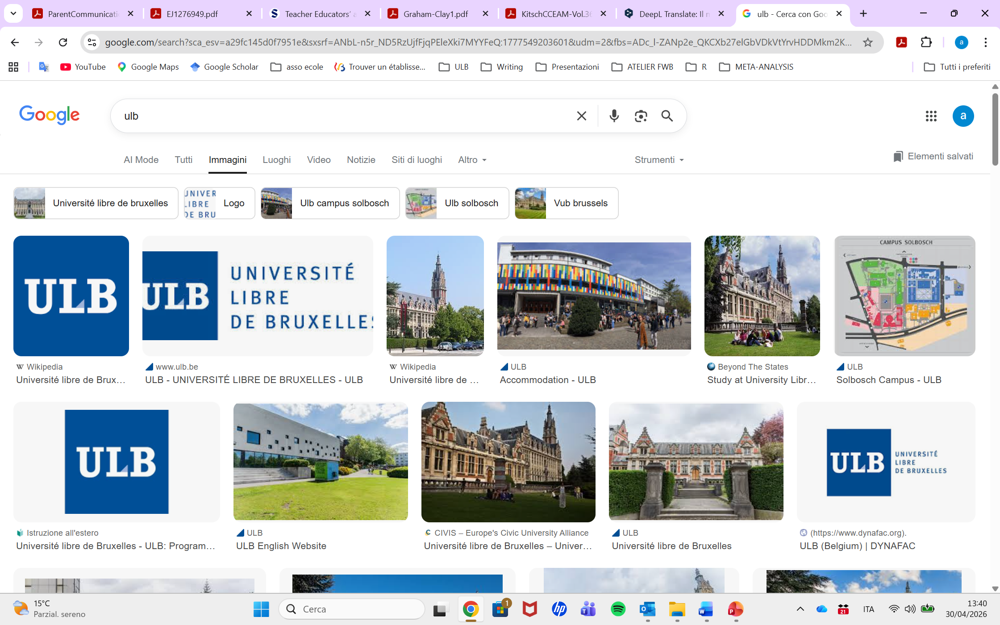 ParentCommunicati
EJ1276949.pdf
Teacher Educators' a
Graham-Clay1.pdf
KitschCCEAM-Vol.36
DeepL Translate: Il n
ulb - Cerca con Goo
google.com/search?sca_esv=a29fc145d0f7951e&sxsrf=ANbL-n5r_ND5RzUjfFjqPEleXki7MYYFeQ:1777549203601&udm=2&fbs=ADc_l-ZANp2e_QKCXb27elGbVDkVtYrvHDDMkm2K...
a
YouTube
Google Maps
Google Scholar
asso ecole
Trouver un établisse...
ULB
Writing
Presentazioni
ATELIER FWB
R
META-ANALYSIS
Tutti i preferiti
Google
ulb
a
AI Mode
Tutti
Immagini
Luoghi
Video
Notizie
Siti di luoghi
Altro
Strumenti
Elementi salvati
Université libre de bruxelles
UNIVER
LIBRE
DE BRU
Logo
Ulb campus solbosch
Ulb solbosch
Vub brussels
ULB
ULB
UNIVERSITÉ
LIBRE
DE BRUXELLES
CAMPUS SOLBOSCH
Wikipedia
Université libre de Brux...
www.ulb.be
ULB - UNIVERSITÉ LIBRE DE BRUXELLES - ULB
Wikipedia
Université libre de ...
ULB
Accommodation - ULB
Beyond The States
Study at University Libr...
ULB
Solbosch Campus - ULB
ULB
ULB
UNIVERSITÉ
LIBRE
DE BRUXELLES
Istruzione all'estero
Université libre de Bruxelles - ULB: Program...
ULB
ULB English Website
CIVIS – Europe's Civic University Alliance
Université libre de Bruxelles – Univer...
ULB
Université libre de Bruxelles
(https://www.dynafac.org).
ULB (Belgium) | DYNAFAC
15°C
Parzial. sereno
Cerca
1
21
ITA
13:40
30/04/2026